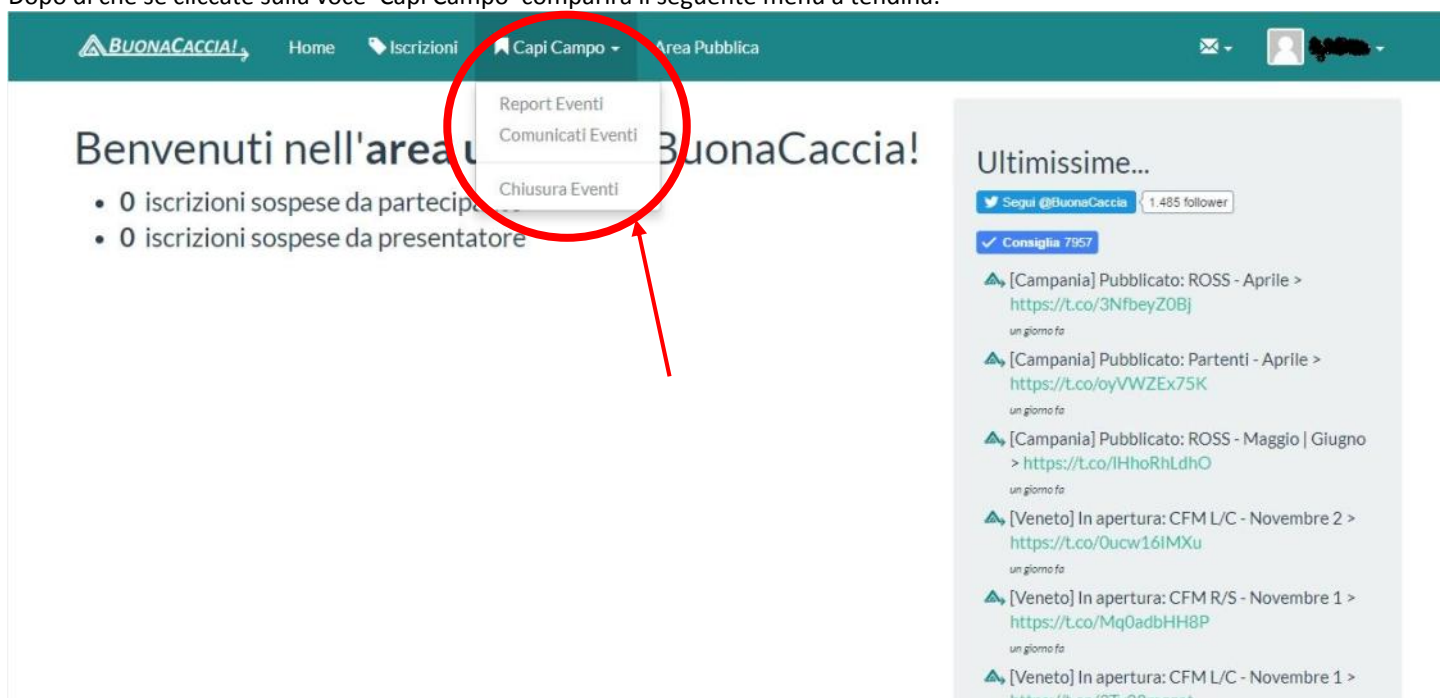 Dopo di che se cliccate sulla voce "Capi Campo" comparirà il seguente menù a tendina:
BUONACACCIA!
Home
Iscrizioni
Capi Campo
Area Pubblica
Report Eventi
Comunicati Eventi
Chiusura Eventi
Benvenuti nell'area BuonaCaccia!
• 0 iscrizioni sospese da
• 0 iscrizioni sospese da presentatore
Ultimissime...
Segui @BuonaCaccia
1.485 follower
Consiglia 7957
[Campania] Pubblicato: ROSS - Aprile >
https://t.co/3NfbeyZ0Bj
un giorno fa
[Campania] Pubblicato: Partenti - Aprile >
https://t.co/oyVWZEx75K
un giorno fa
[Campania] Pubblicato: ROSS - Maggio | Giugno
> https://t.co/IHhoRhLdhO
un giorno fa
[Veneto] In apertura: CFM L/C - Novembre 2 >
https://t.co/0ucw16IMXu
un giorno fa
[Veneto] In apertura: CFM R/S - Novembre 1 >
https://t.co/Mq0adbHH8P
un giorno fa
[Veneto] In apertura: CFM L/C - Novembre 1 >